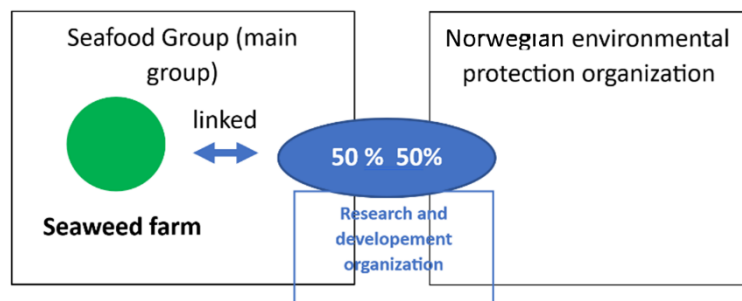 Seafood Group (main
group)
linked
Seaweed farm
50 % 50%
Research and
developement
organization
Norwegian environmental
protection organization